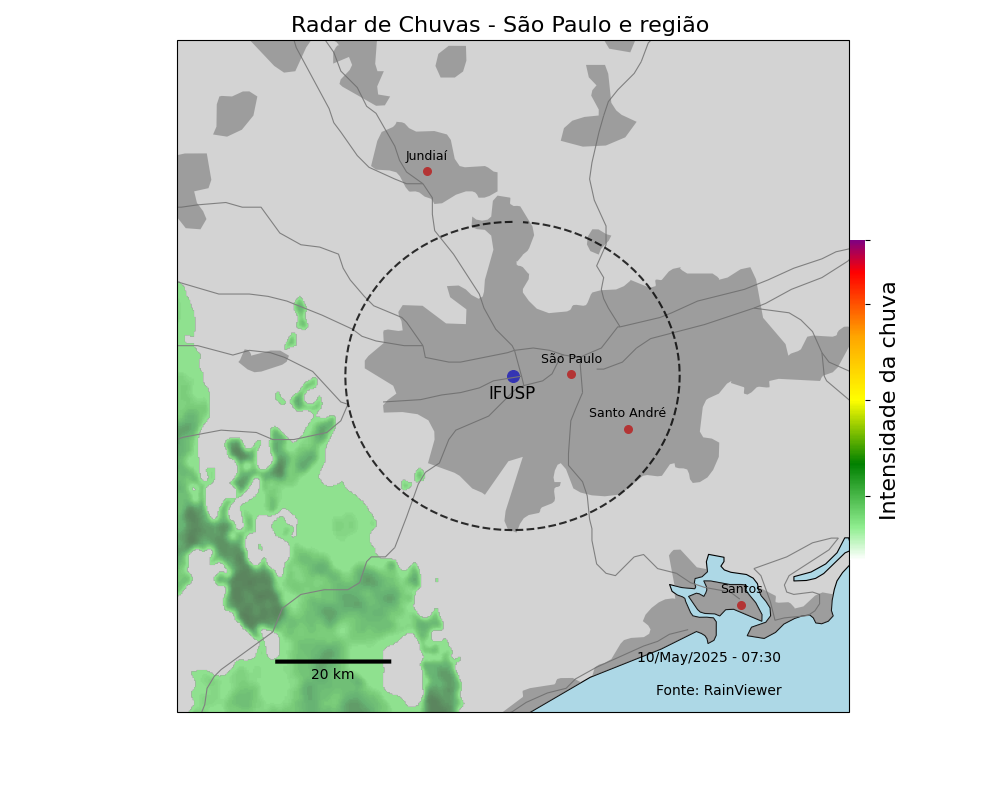 Radar de Chuvas - São Paulo e região
Jundiaí
São Paulo
IFUSP
Santo André
Intensidade da chuva
Santos
10/May/2025 - 07:30
20 km
Fonte: RainViewer